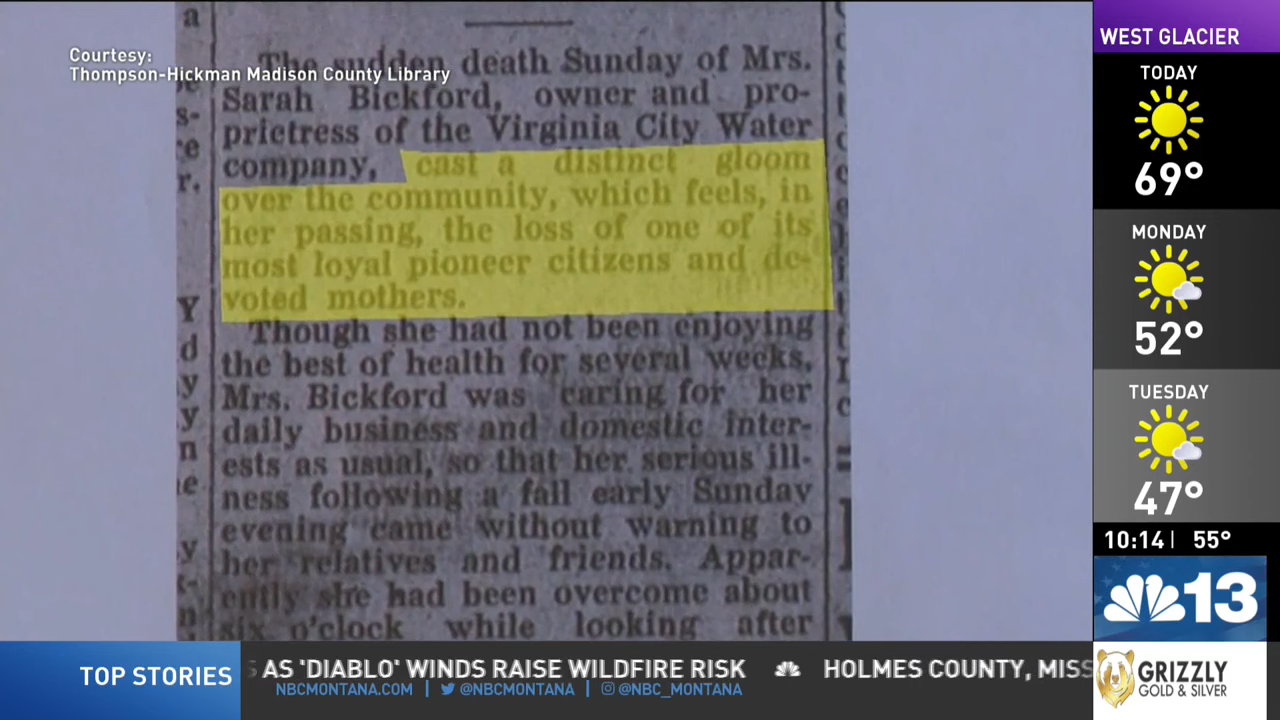 Courtesy:
Thompson-Hickman Madison County Library
a
The sudden death Sunday of Mrs.
Sarah Bickford, owner and pro-
prietress of the Virginia City Water
company, cast a distinct gloom
over the community, which feels, in
her passing, the loss of one of its
most loyal pioneer citizens and de-
voted mothers.
Though she had not been enjoying
the best of health for several weeks,
Mrs. Bickford was caring for her
daily business and domestic inter-
ests as usual, so that her serious ill-
ness following a fall early Sunday
evening came without warning to
her relatives and friends. Appar-
ently she had been overcome about
six o'clock while looking after
s-
e
r.
Y
d
y
y
n
e
y
WEST GLACIER
TODAY
69°
MONDAY
52°
TUESDAY
47°
10:14 | 55°
13
GRIZZLY
GOLD & SILVER
TOP STORIES
S AS 'DIABLO' WINDS RAISE WILDFIRE RISK HOLMES COUNTY, MISS
NBCMONTANA.COM | @NBCMONTANA | @NBC_MONTANA